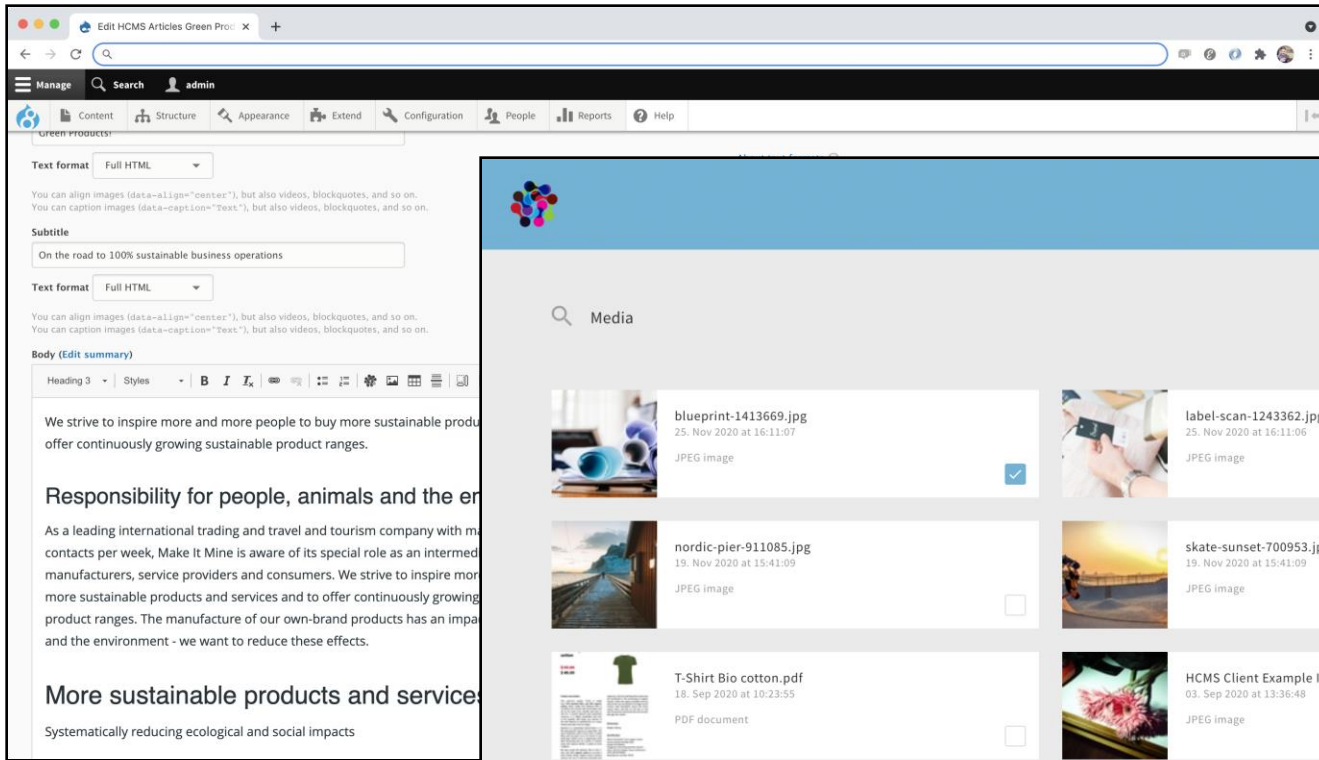 Edit HCMS Articles Green Proc
Manage Search admin
Content Structure Appearance Extend Configuration People Reports Help
Green Products!
Text format Full HTML
You can align images (data-align="center"), but also videos, blockquotes, and so on.
You can caption images (data-caption="Text"), but also videos, blockquotes, and so on.
Subtitle
On the road to 100% sustainable business operations
Text format Full HTML
You can align images (data-align="center"), but also videos, blockquotes, and so on.
You can caption images (data-caption="Text"), but also videos, blockquotes, and so on.
Body (Edit summary)
Heading 3 Styles B I Tx
We strive to inspire more and more people to buy more sustainable produ
offer continuously growing sustainable product ranges.
Responsibility for people, animals and the er
As a leading international trading and travel and tourism company with ma
contacts per week, Make It Mine is aware of its special role as an intermed
manufacturers, service providers and consumers. We strive to inspire mor
more sustainable products and services and to offer continuously growing
product ranges. The manufacture of our own-brand products has an impa
and the environment - we want to reduce these effects.
More sustainable products and services
Systematically reducing ecological and social impacts
Media
blueprint-1413669.jpg
25. Nov 2020 at 16:11:07
JPEG image
label-scan-1243362.jpg
25. Nov 2020 at 16:11:06
JPEG image
nordic-pier-911085.jpg
19. Nov 2020 at 15:41:09
JPEG image
skate-sunset-700953.jp
19. Nov 2020 at 15:41:09
JPEG image
T-Shirt Bio cotton.pdf
18. Sep 2020 at 10:23:55
PDF document
HCMS Client Example I
03. Sep 2020 at 13:36:48
JPEG image